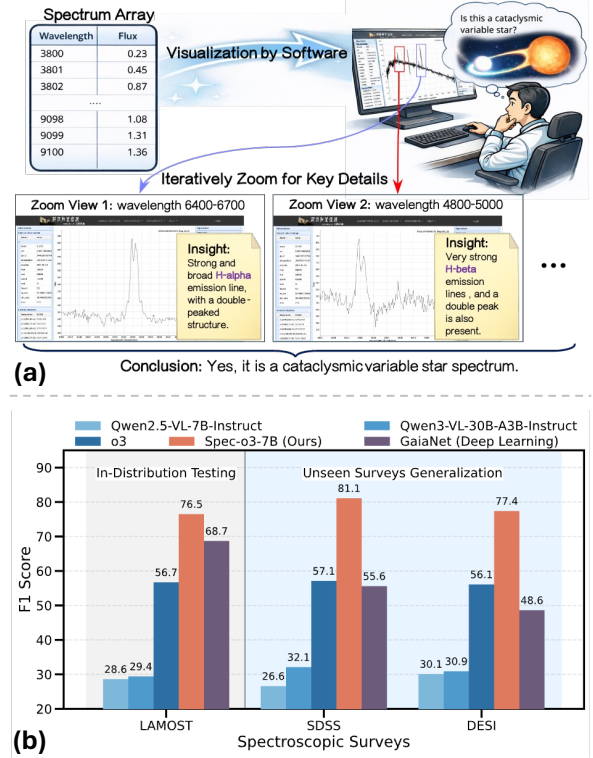 Spectrum Array
Wavelength Flux
3800 0.23
3801 0.45
3802 0.87
....
9098 1.08
9099 1.31
9100 1.36
Visualization by Software
Is this a cataclysmic
variable star?
Iteratively Zoom for Key Details
Zoom View 1: wavelength 6400-6700
Insight:
Strong and
broad H-alpha
emission line,
with a double-
peaked
structure.
Zoom View 2: wavelength 4800-5000
Insight:
Very strong
H-beta
emission
lines , and a
double peak
is also
present.
...
(a)
Conclusion: Yes, it is a cataclysmic variable star spectrum.
Qwen2.5-VL-7B-Instruct
Qwen3-VL-30B-A3B-Instruct
o3
Spec-o3-7B (Ours)
GaiaNet (Deep Learning)
In-Distribution Testing
Unseen Surveys Generalization
F1 Score
90
80
70
60
50
40
30
20
28.6
29.4
56.7
76.5
68.7
26.6
32.1
57.1
81.1
55.6
30.1
30.9
56.1
77.4
48.6
LAMOST
SDSS
DESI
Spectroscopic Surveys
(b)